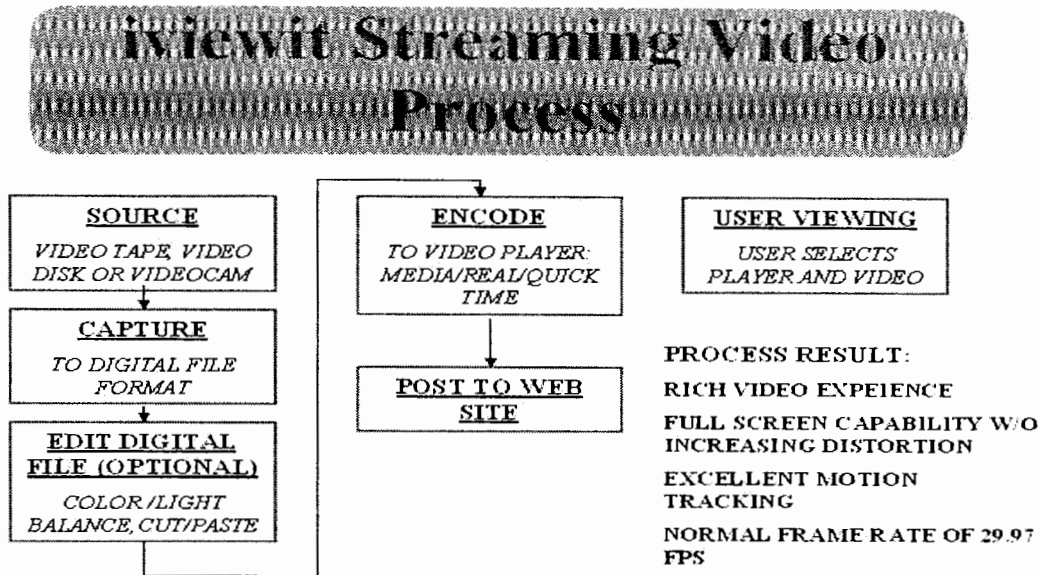 iviewit Streaming Video
Process
SOURCE
VIDEO TAPE, VIDEO
DISK OR VIDEOCAM
CAPTURE
TO DIGITAL FILE
FORMAT
EDIT DIGITAL
FILE (OPTIONAL)
COLOR/LIGHT
BALANCE, CUT/PASTE
ENCODE
TO VIDEO PLAYER:
MEDIA/REAL/QUICK
TIME
POST TO WEB
SITE
USER VIEWING
USER SELECTS
PLAYER AND VIDEO
PROCESS RESULT:
RICH VIDEO EXPEIENCE
FULL SCREEN CAPABILITY W/O
INCREASING DISTORTION
EXCELLENT MOTION
TRACKING
NORMAL FRAME RATE OF 29.97
FPS